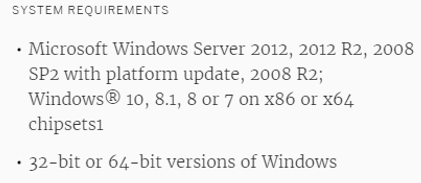 SYSTEM REQUIREMENTS
• Microsoft Windows Server 2012, 2012 R2, 2008
SP2 with platform update, 2008 R2;
Windows® 10, 8.1, 8 or 7 on x86 or x64
chipsets1
• 32-bit or 64-bit versions of Windows